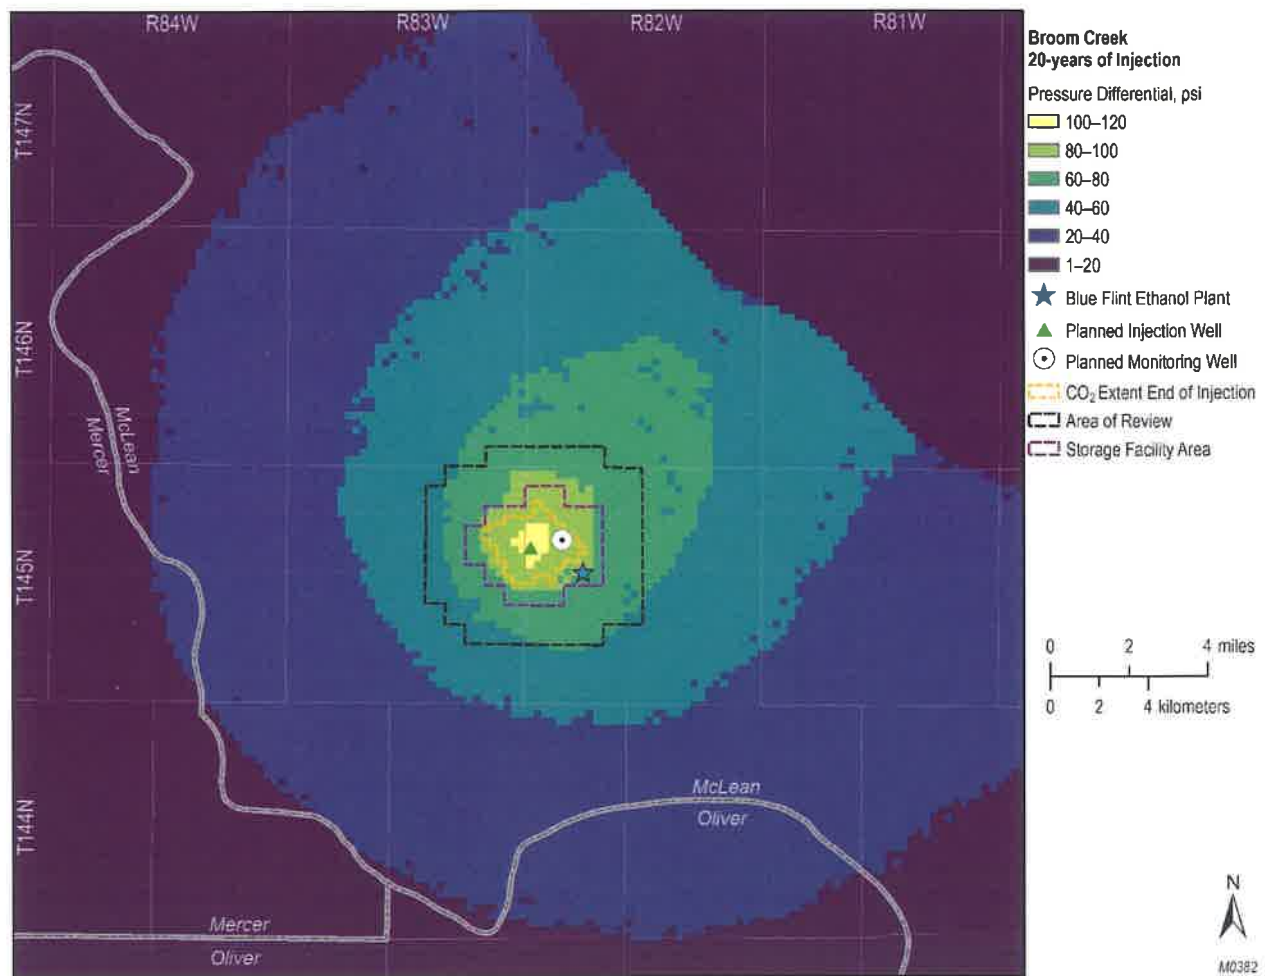 R84W
R83W
R82W
R81W
T147N
T146N
T145N
T144N
McLean
Mercer
McLean
Oliver
Mercer
Oliver
Broom Creek
20-years of Injection
Pressure Differential, psi
100–120
80–100
60–80
40–60
20–40
1–20
Blue Flint Ethanol Plant
Planned Injection Well
Planned Monitoring Well
CO₂ Extent End of Injection
Area of Review
Storage Facility Area
0 2 4 miles
0 2 4 kilometers
N
M0382